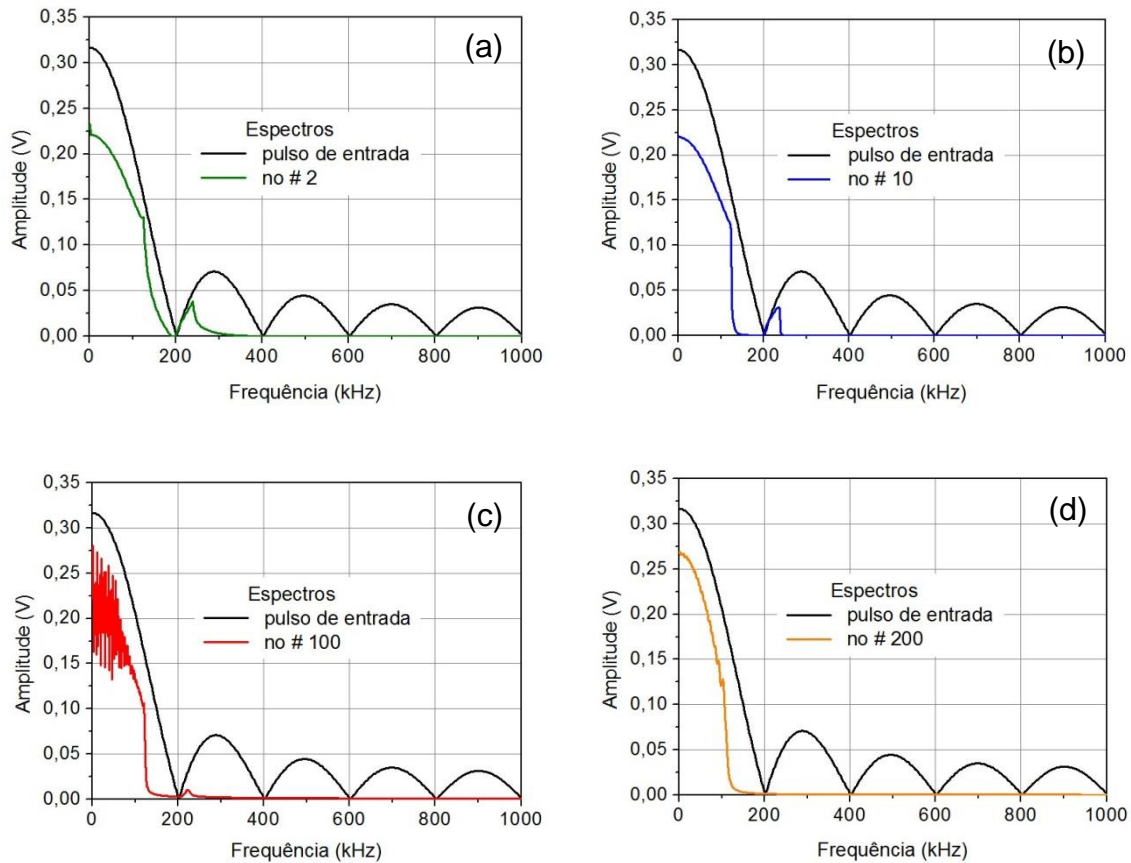 (a)
0,35
0,30
0,25
0,20
0,15
0,10
0,05
0,00
Amplitude (V)
Espectros
pulso de entrada
no # 2
0 200 400 600 800 1000
Frequência (kHz)
(b)
0,35
0,30
0,25
0,20
0,15
0,10
0,05
0,00
Amplitude (V)
Espectros
pulso de entrada
no # 10
0 200 400 600 800 1000
Frequência (kHz)
(c)
0,35
0,30
0,25
0,20
0,15
0,10
0,05
0,00
Amplitude (V)
Espectros
pulso de entrada
no # 100
0 200 400 600 800 1000
Frequência (kHz)
(d)
0,35
0,30
0,25
0,20
0,15
0,10
0,05
0,00
Amplitude (V)
Espectros
pulso de entrada
no # 200
0 200 400 600 800 1000
Frequência (kHz)